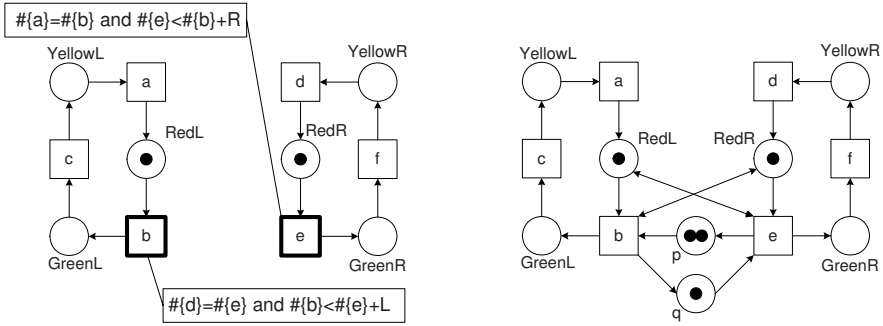 #{a}=#{b} and #{e}<#{b}+R
YellowL
a
d
YellowR
RedL
RedR
c
f
b
e
GreenL
GreenR
#{d}=#{e} and #{b}<#{e}+L
YellowL
a
d
YellowR
RedL
RedR
c
f
b
p
e
GreenL
q
GreenR